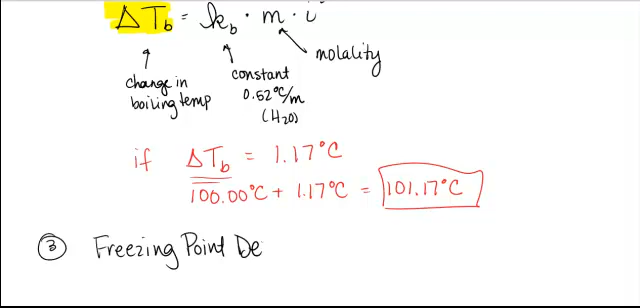 ΔTb = kb · m · i
molality
change in
boiling temp
constant
0.52°C/m
(H2O)
if ΔTb = 1.17°C
100.00°C + 1.17°C = 101.17°C
③ Freezing Point De